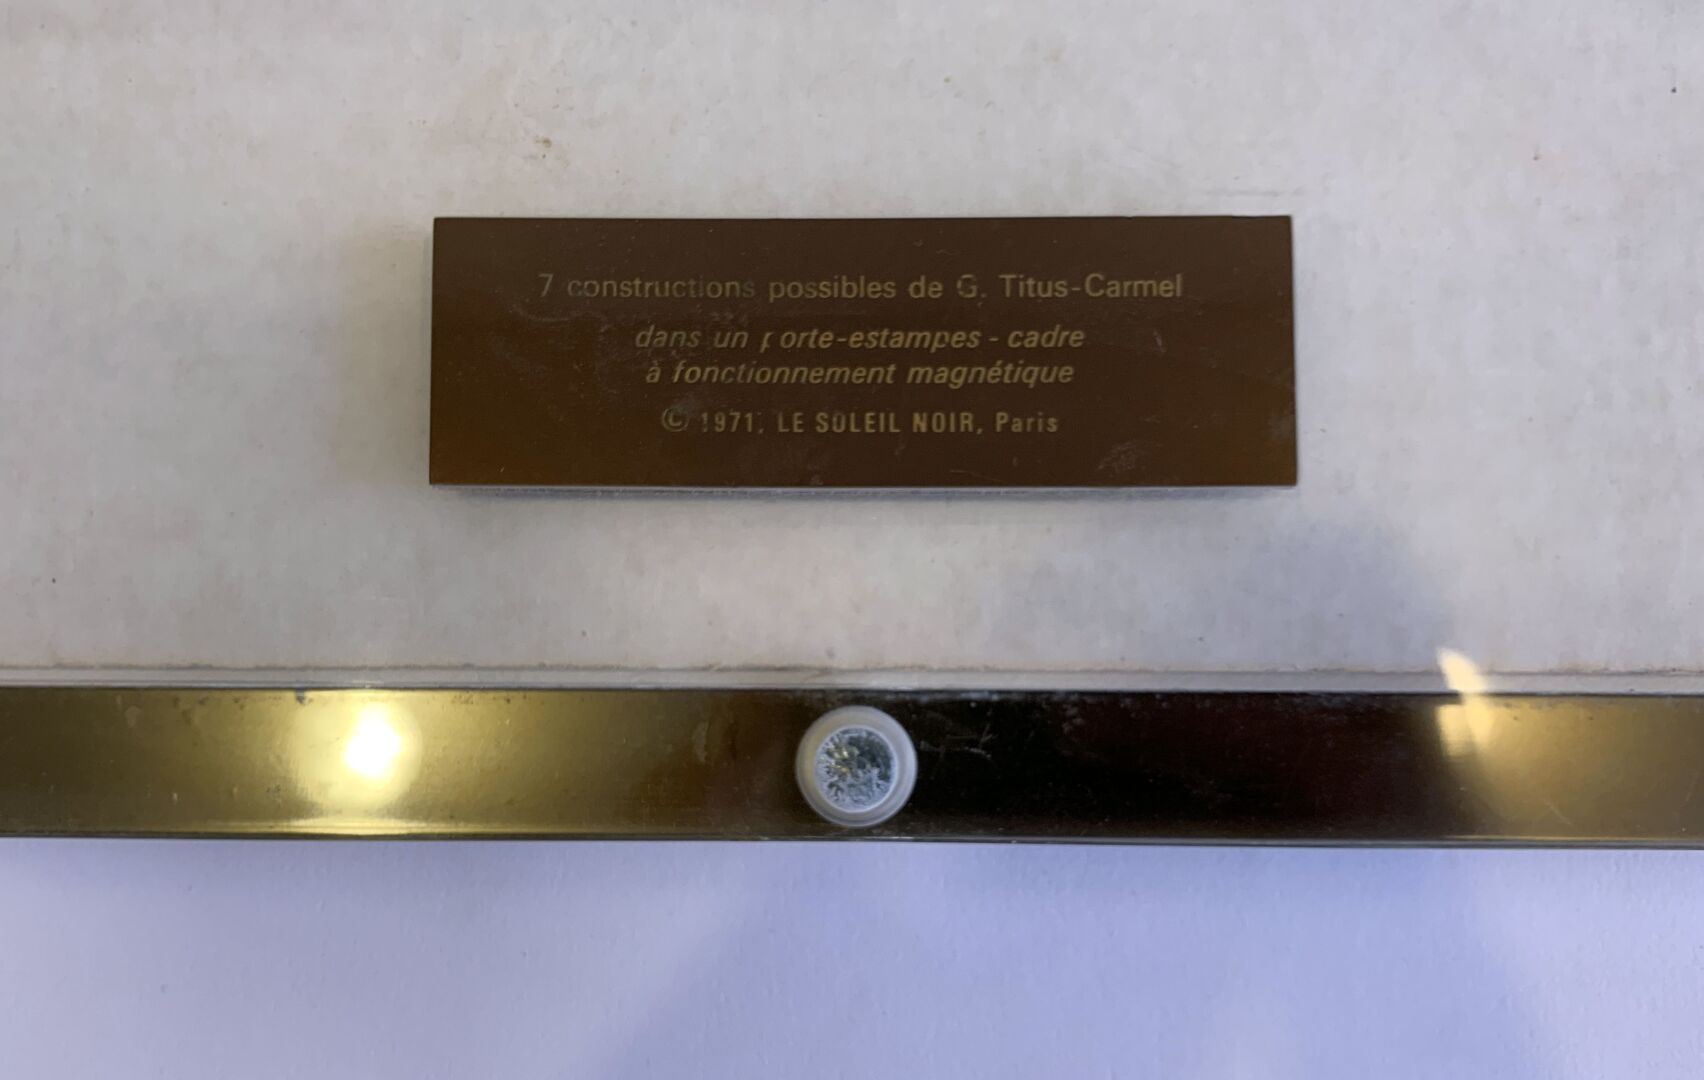 7 constructions possibles de G. Titus-Carmel
dans un porte-estampes - cadre
à fonctionnement magnétique
© 1971, LE SOLEIL NOIR, Paris